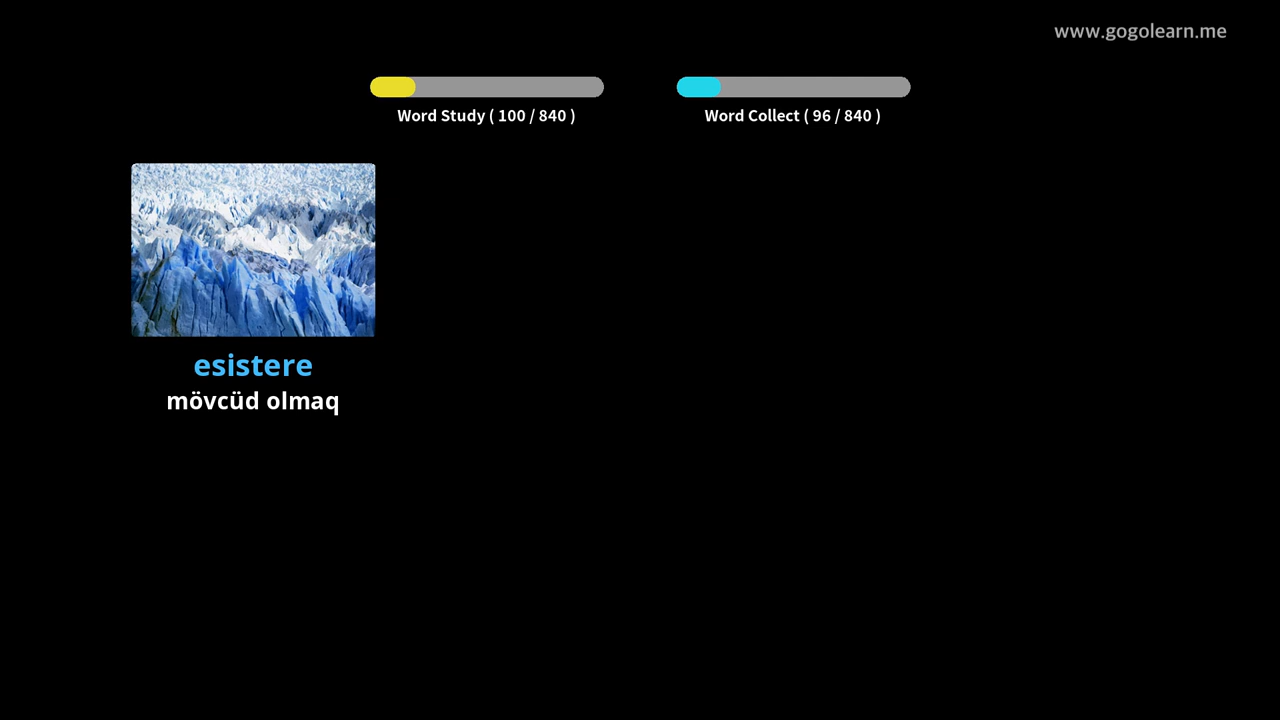 www.gogolearn.me
Word Study ( 100 / 840 )
Word Collect ( 96 / 840 )
esistere
mövcüd olmaq